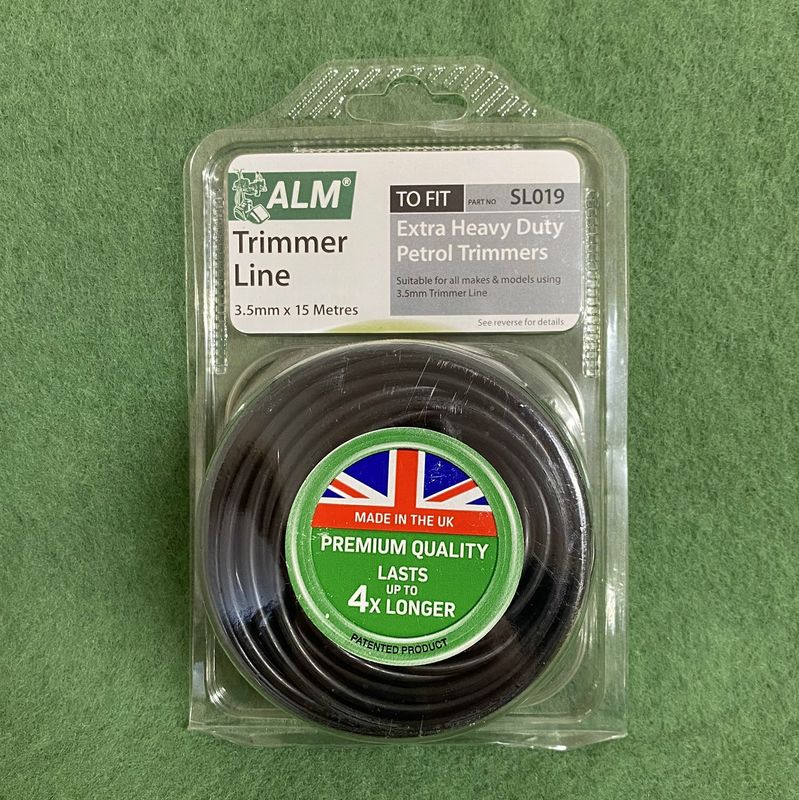 ALM®
Trimmer
Line
3.5mm x 15 Metres
TO FIT PART NO SL019
Extra Heavy Duty
Petrol Trimmers
Suitable for all makes & models using
3.5mm Trimmer Line
See reverse for details
MADE IN THE UK
PREMIUM QUALITY
LASTS
UP TO
4x LONGER
PATENTED PRODUCT